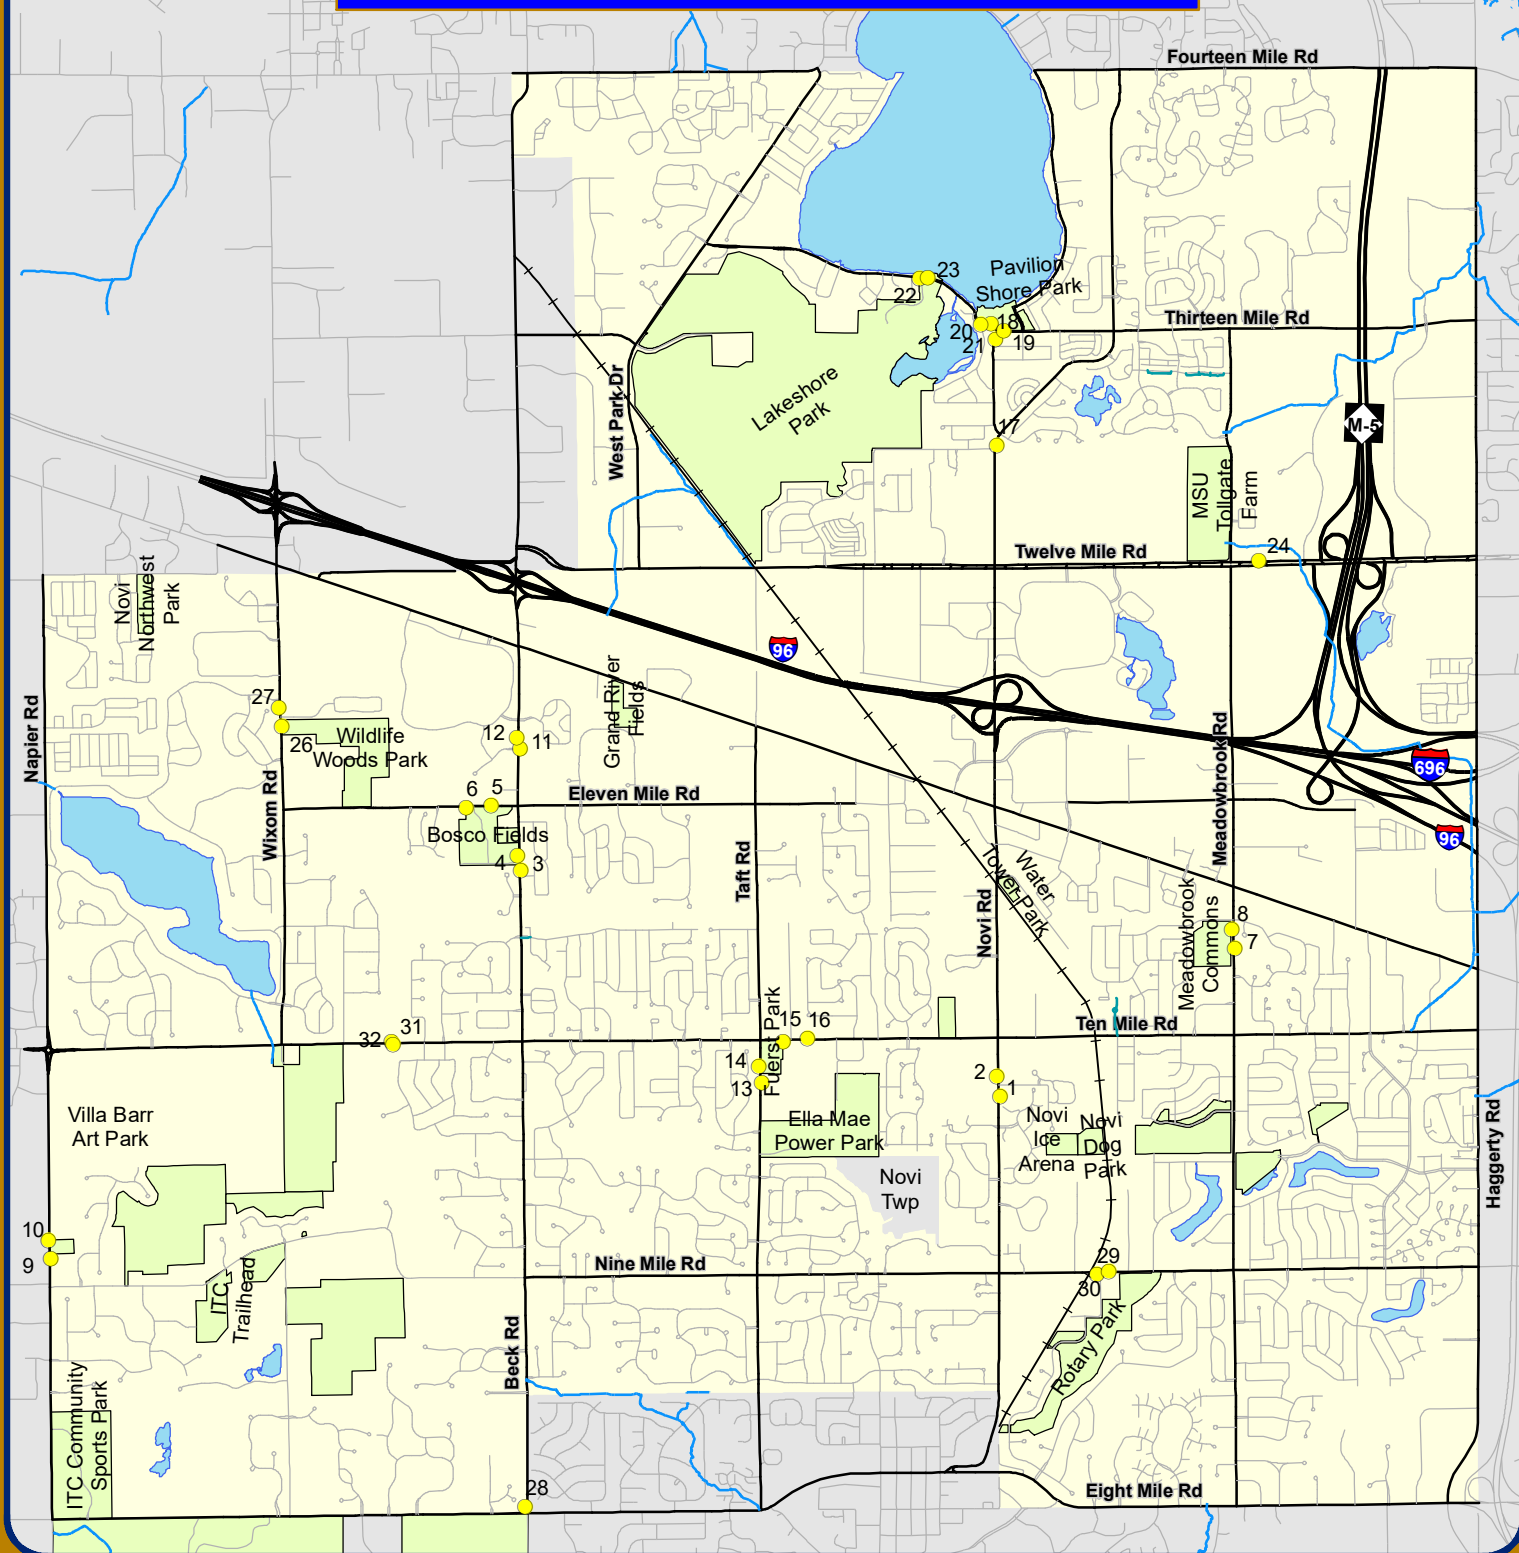 Fourteen Mile Rd
23
Pavilion
Shore Park
22
Thirteen Mile Rd
20
18
21
19
West Park Dr
Lakeshore
Park
M-5
17
MSU
Tollgate
Farm
Twelve Mile Rd
24
Novi
Northwest
Park
96
Napier Rd
27
26
Wildlife
Woods Park
12
11
Grand River
Fields
Meadowbrook Rd
696
Wixom Rd
6
5
Eleven Mile Rd
Bosco Fields
4
3
Taft Rd
96
Water
Tower Park
Novi Rd
Meadowbrook
Commons
8
7
32
31
Fuerst Park
15
16
Ten Mile Rd
14
13
2
1
Villa Barr
Art Park
Ella Mae
Power Park
Novi
Ice
Arena
Novi
Dog
Park
Haggerty Rd
Novi
Twp
10
9
ITC
Trailhead
Nine Mile Rd
29
30
Rotary Park
Beck Rd
ITC Community
Sports Park
28
Eight Mile Rd